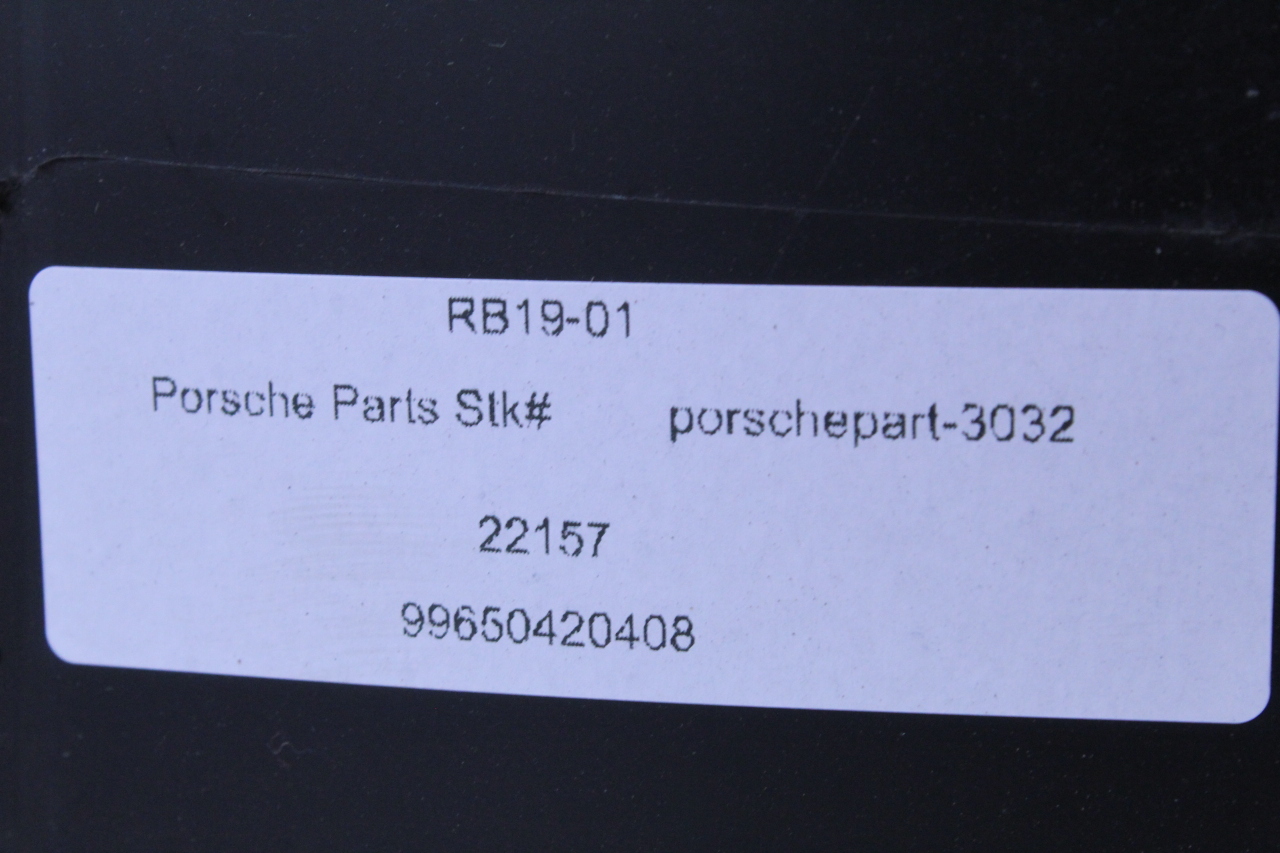 RB19-01
Porsche Parts Stk# porschepart-3032
22157
99650420408